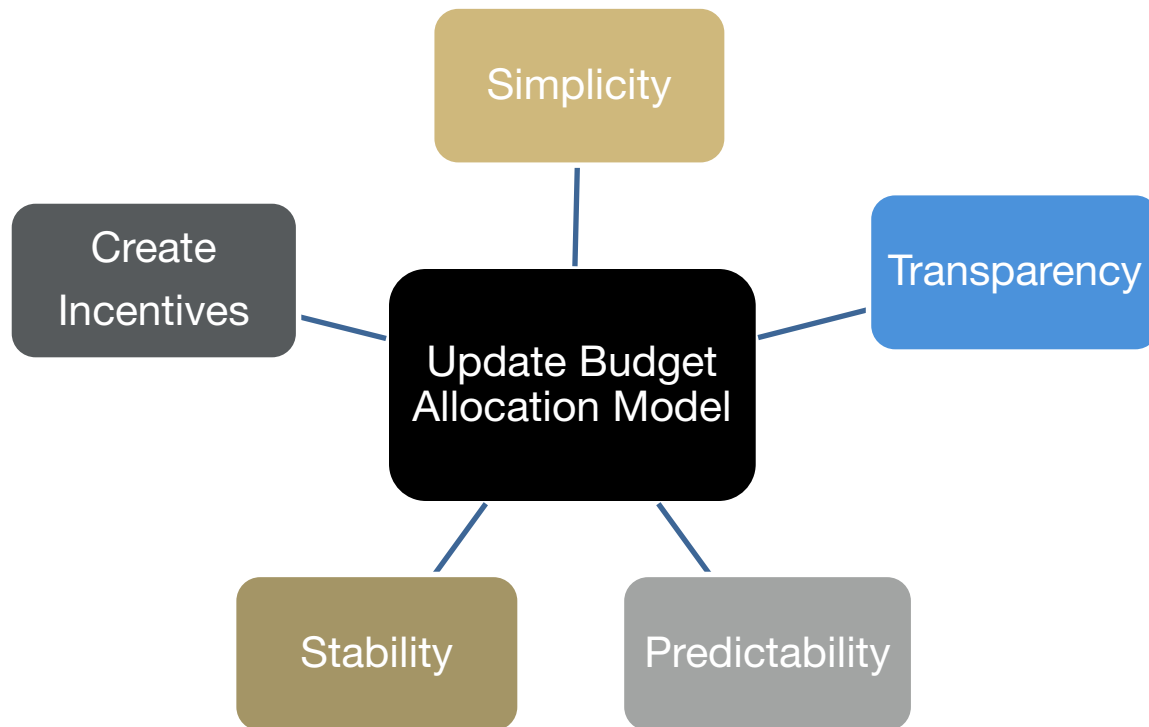 Simplicity
Transparency
Create
Incentives
Update Budget
Allocation Model
Stability
Predictability